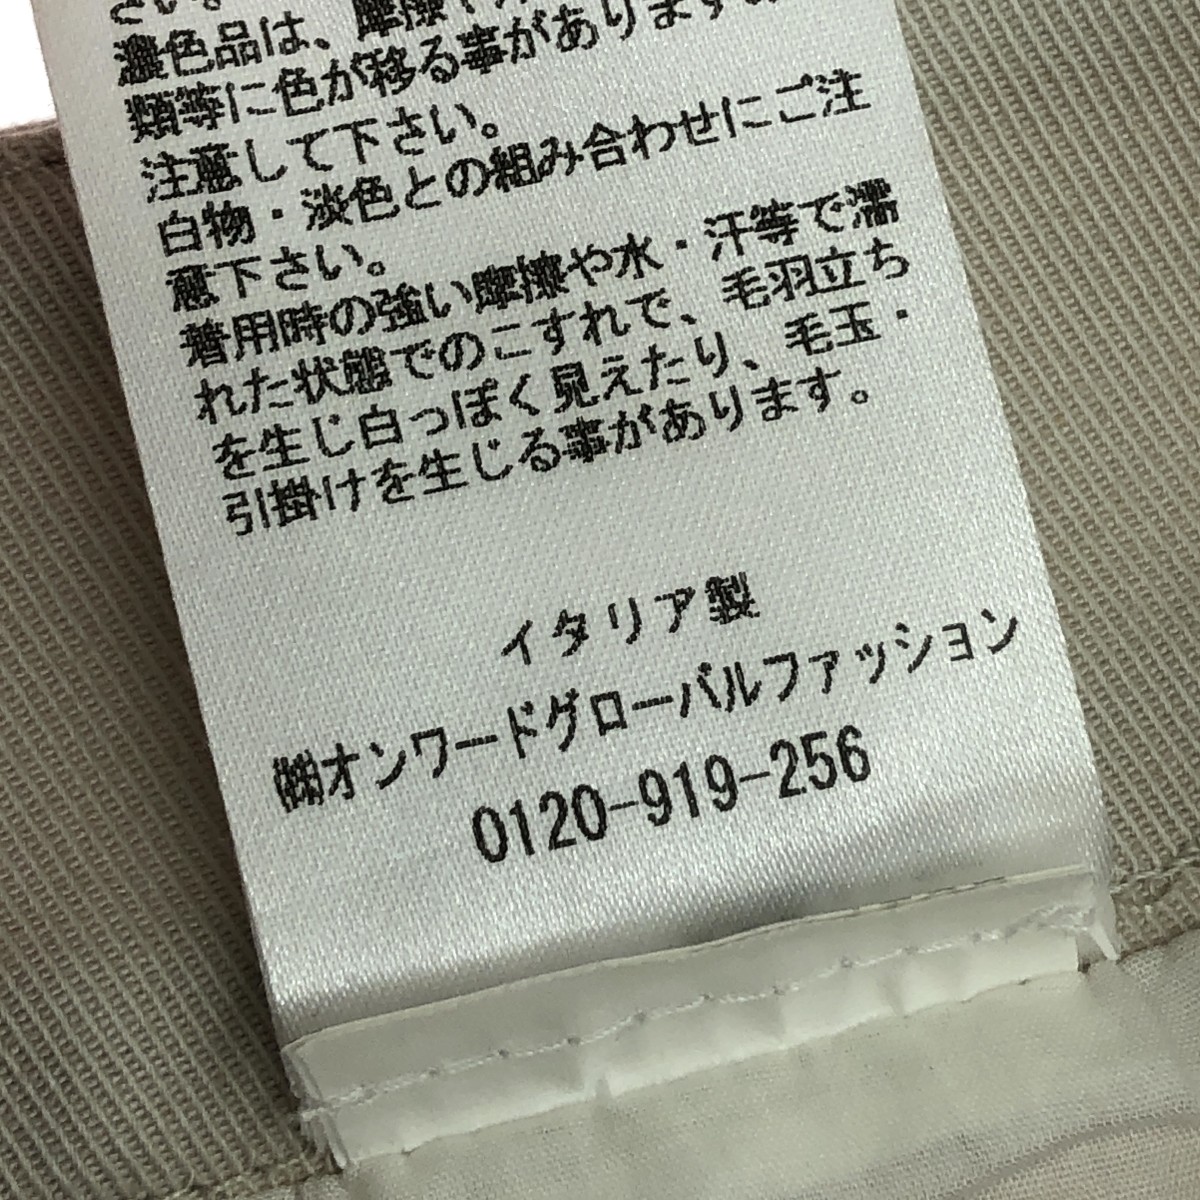 さい。
濃色品は、摩擦や
類等に色が移る事がありますの
注意して下さい。
白物・淡色との組み合わせにご注
意下さい。
着用時の強い摩擦や水・汗等で濡
れた状態でのこすれで、毛羽立ち
を生じ白っぽく見えたり、毛玉・
引掛けを生じる事があります。
イタリア製
㈱オンワードグローバルファッション
0120-919-256